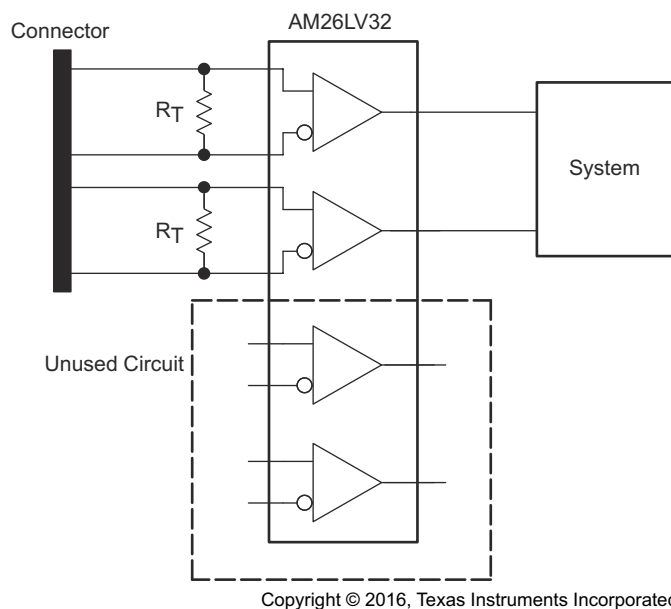 AM26LV32
Connector
RT
System
RT
Unused Circuit
Copyright © 2016, Texas Instruments Incorporated